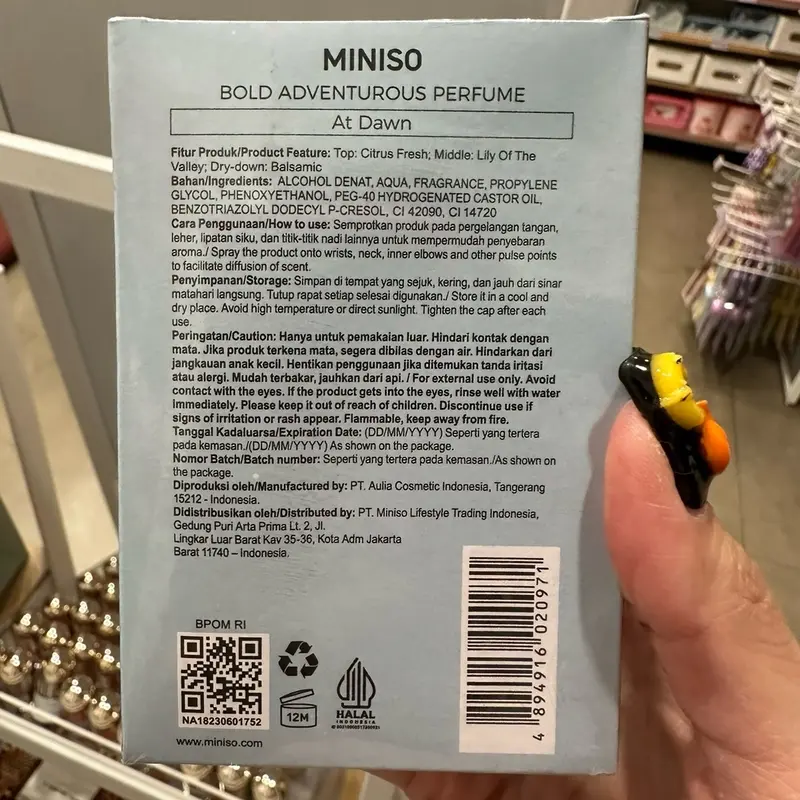 MINISO
BOLD ADVENTUROUS PERFUME
At Dawn
Fitur Produk/Product Feature: Top: Citrus Fresh; Middle: Lily Of The
Valley; Dry-down: Balsamic
Bahan/Ingredients: ALCOHOL DENAT, AQUA, FRAGRANCE, PROPYLENE
GLYCOL, PHENOXYETHANOL, PEG-40 HYDROGENATED CASTOR OIL,
BENZOTRIAZOLYL DODECYL P-CRESOL, CI 42090, CI 14720
Cara Penggunaan/How to use: Semprotkan produk pada pergelangan tangan,
leher, lipatan siku, dan titik-titik nadi lainnya untuk mempermudah penyebaran
aroma./ Spray the product onto wrists, neck, inner elbows and other pulse points
to facilitate diffusion of scent.
Penyimpanan/Storage: Simpan di tempat yang sejuk, kering, dan jauh dari sinar
matahari langsung. Tutup rapat setiap selesai digunakan./ Store it in a cool and
dry place. Avoid high temperature or direct sunlight. Tighten the cap after each
use.
Peringatan/Caution: Hanya untuk pemakaian luar. Hindari kontak dengan
mata. Jika produk terkena mata, segera dibilas dengan air. Hindarkan dari
jangkauan anak kecil. Hentikan penggunaan jika ditemukan tanda iritasi
atau alergi. Mudah terbakar, jauhkan dari api. / For external use only. Avoid
contact with the eyes. If the product gets into the eyes, rinse well with water
immediately. Please keep it out of reach of children. Discontinue use if
signs of irritation or rash appear. Flammable, keep away from fire.
Tanggal Kadaluarsa/Expiration Date: (DD/MM/YYYY) Seperti yang tertera
pada kemasan./(DD/MM/YYYY) As shown on the package.
Nomor Batch/Batch number: Seperti yang tertera pada kemasan./As shown on
the package.
Diproduksi oleh/Manufactured by: PT. Aulia Cosmetic Indonesia, Tangerang
15212 - Indonesia.
Didistribusikan oleh/Distributed by: PT. Miniso Lifestyle Trading Indonesia,
Gedung Puri Arta Prima Lt. 2, Jl.
Lingkar Luar Barat Kav 35-36, Kota Adm Jakarta
Barat 11740 – Indonesia.
BPOM RI
NA18230601752
12M
HALAL
INDONESIA
www.miniso.com
4 894916 020971